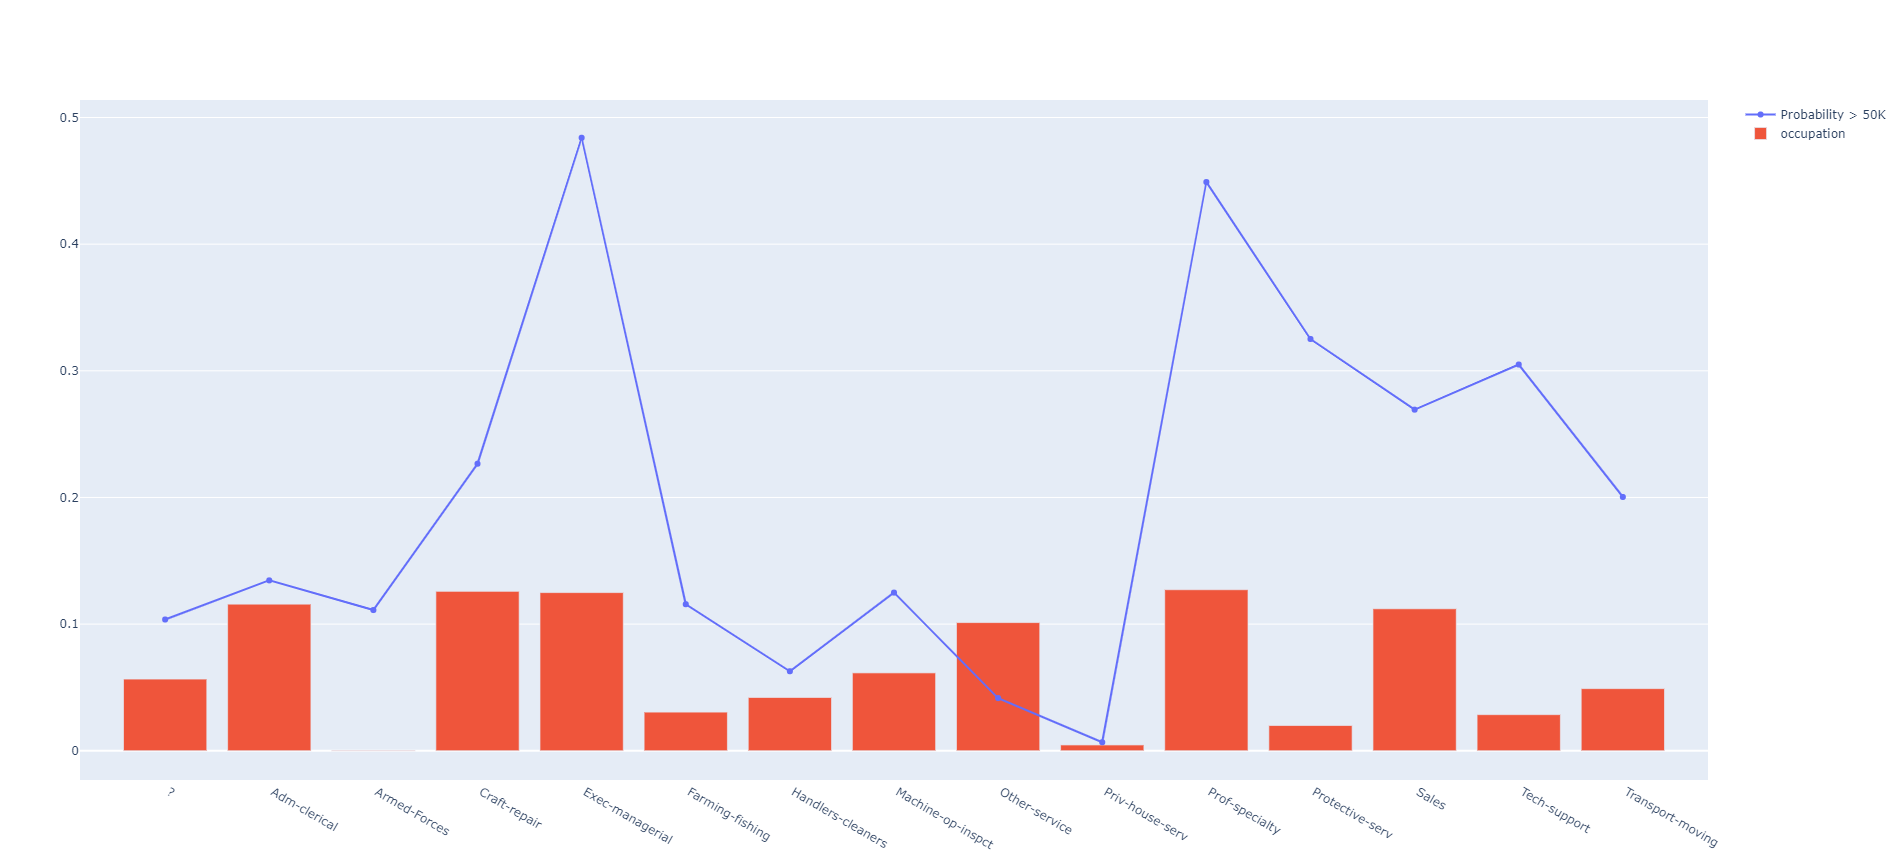 0.5
0.4
0.3
0.2
0.1
0
?
Adm-clerical
Armed-Forces
Craft-repair
Exec-managerial
Farming-fishing
Handlers-cleaners
Machine-op-inspct
Other-service
Priv-house-serv
Prof-specialty
Protective-serv
Sales
Tech-support
Transport-moving
Probability > 50K
occupation